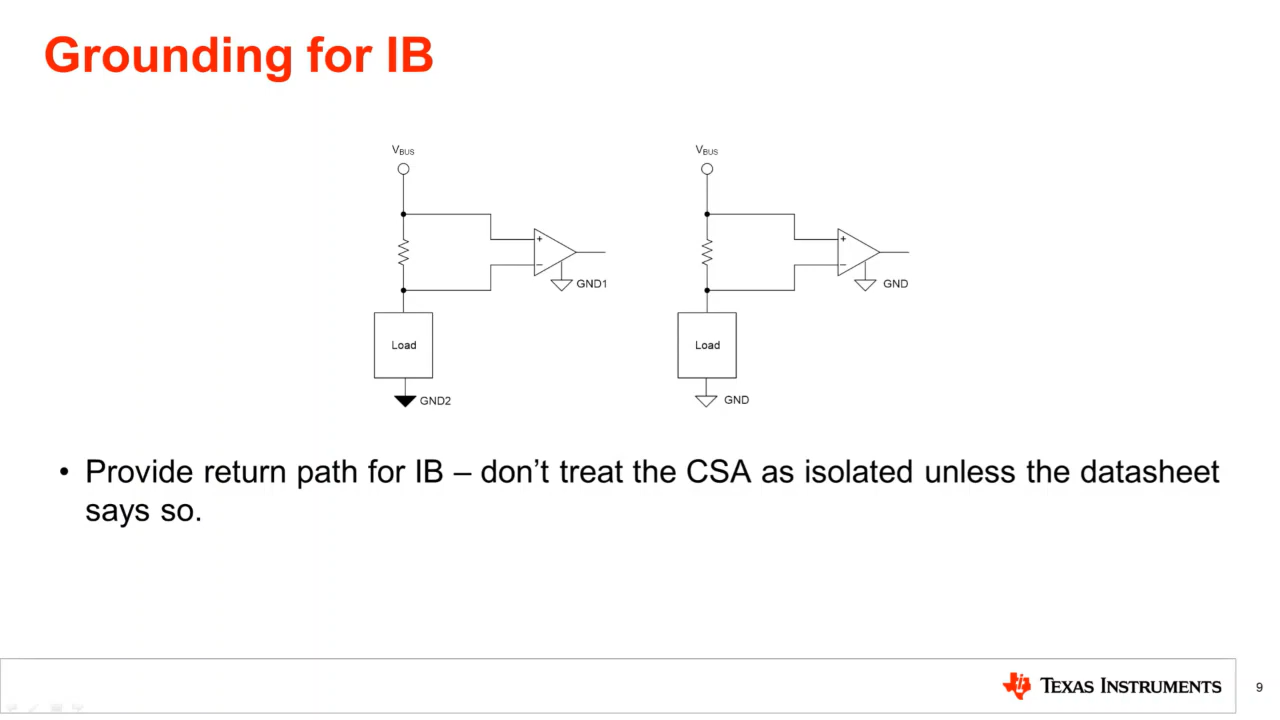 Grounding for IB
VBUS
VBUS
+
–
GND1
+
–
GND
Load
Load
GND2
GND
• Provide return path for IB – don’t treat the CSA as isolated unless the datasheet
says so.
TEXAS INSTRUMENTS
9